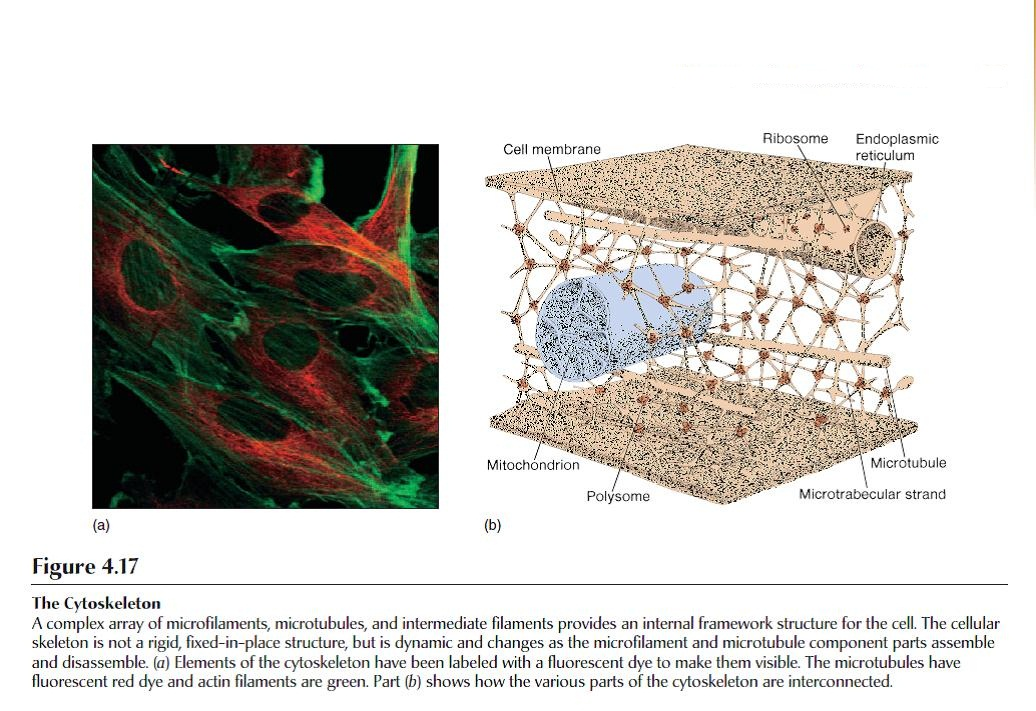 Cell membrane
Ribosome
Endoplasmic
reticulum
Mitochondrion
Polysome
Microtubule
Microtrabecular strand
(a)
(b)
Figure 4.17
The Cytoskeleton
A complex array of microfilaments, microtubules, and intermediate filaments provides an internal framework structure for the cell. The cellular
skeleton is not a rigid, fixed-in-place structure, but is dynamic and changes as the microfilament and microtubule component parts assemble
and disassemble. (a) Elements of the cytoskeleton have been labeled with a fluorescent dye to make them visible. The microtubules have
fluorescent red dye and actin filaments are green. Part (b) shows how the various parts of the cytoskeleton are interconnected.